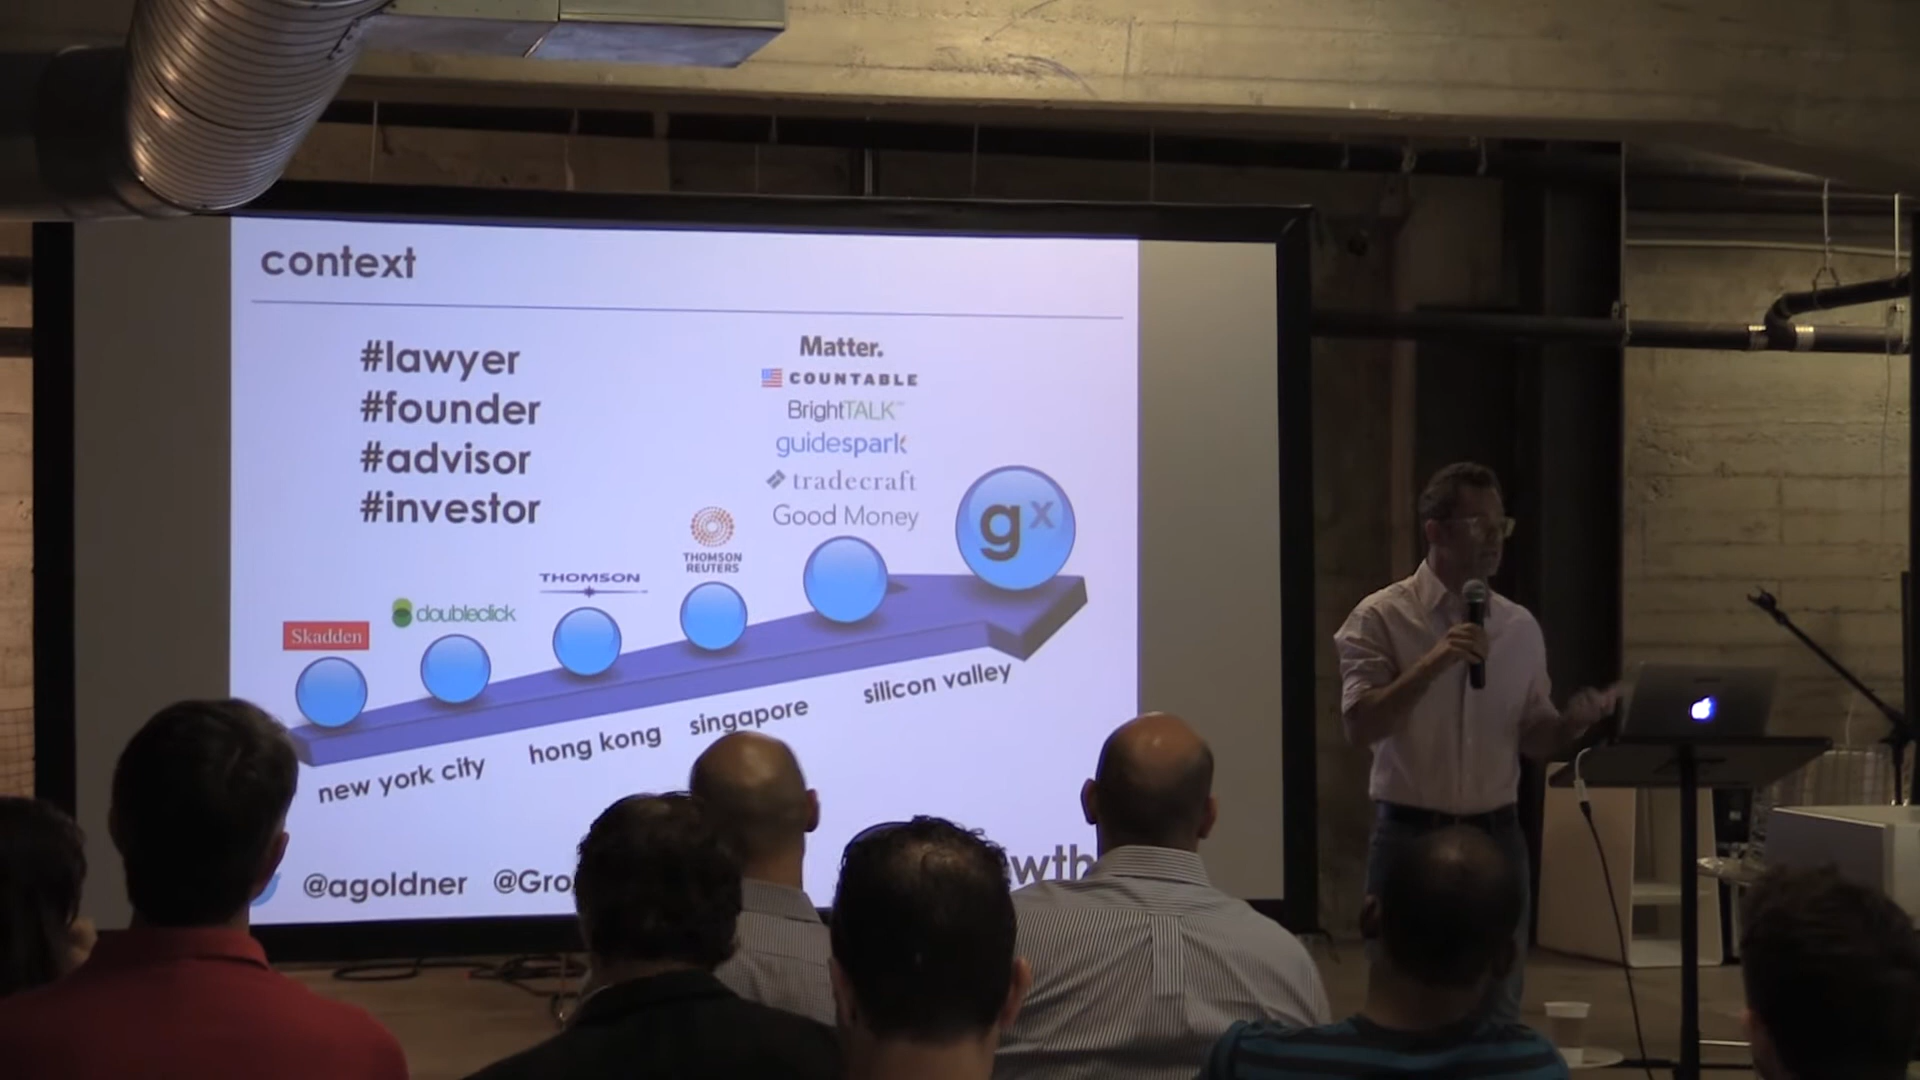 context
#lawyer
#founder
#advisor
#investor
Matter.
COUNTABLE
BrightTALK
guidespark
tradecraft
Good Money
gx
THOMSON
REUTERS
THOMSON
doubleclick
Skadden
new york city
hong kong
singapore
silicon valley
@agoldner